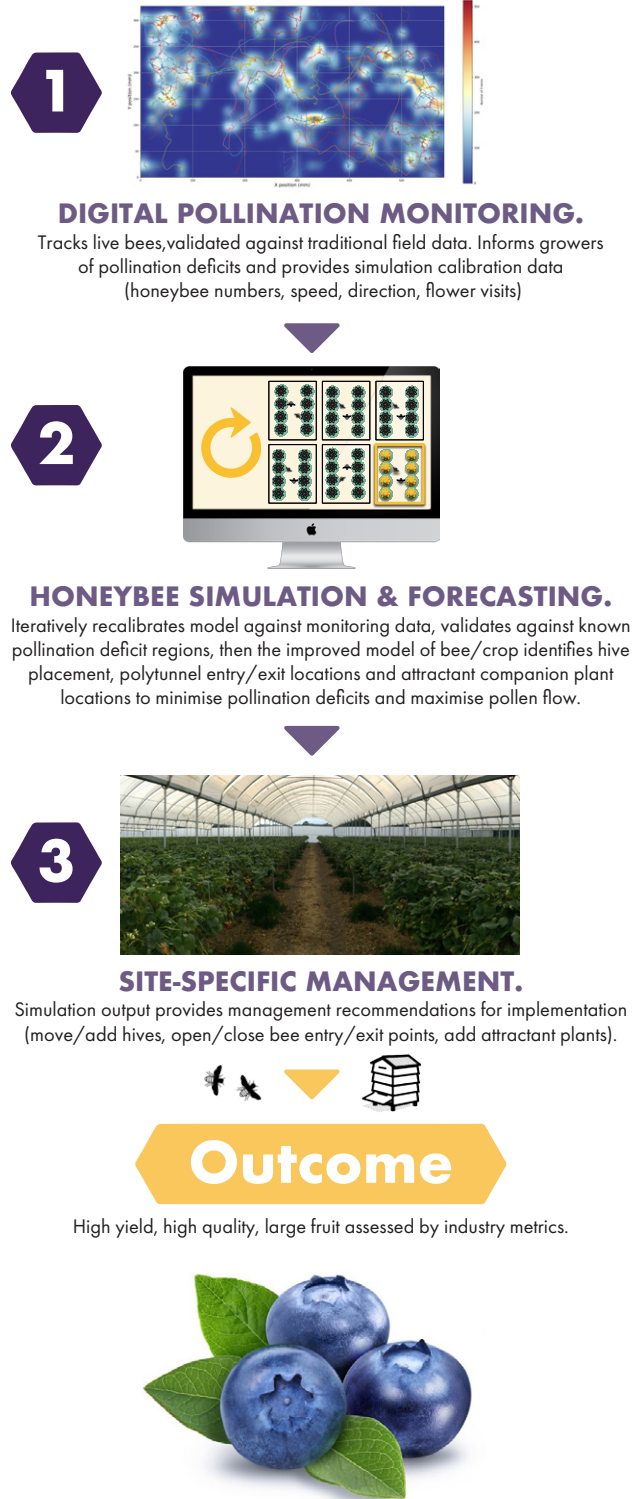 1
Y position (mm)
X position (mm)
DIGITAL POLLINATION MONITORING.
Tracks live bees,validated against traditional field data. Informs growers
of pollination deficits and provides simulation calibration data
(honeybee numbers, speed, direction, flower visits)
2
HONEYBEE SIMULATION & FORECASTING.
Iteratively recalibrates model against monitoring data, validates against known
pollination deficit regions, then the improved model of bee/crop identifies hive
placement, polytunnel entry/exit locations and attractant companion plant
locations to minimise pollination deficits and maximise pollen flow.
3
SITE-SPECIFIC MANAGEMENT.
Simulation output provides management recommendations for implementation
(move/add hives, open/close bee entry/exit points, add attractant plants).
Outcome
High yield, high quality, large fruit assessed by industry metrics.